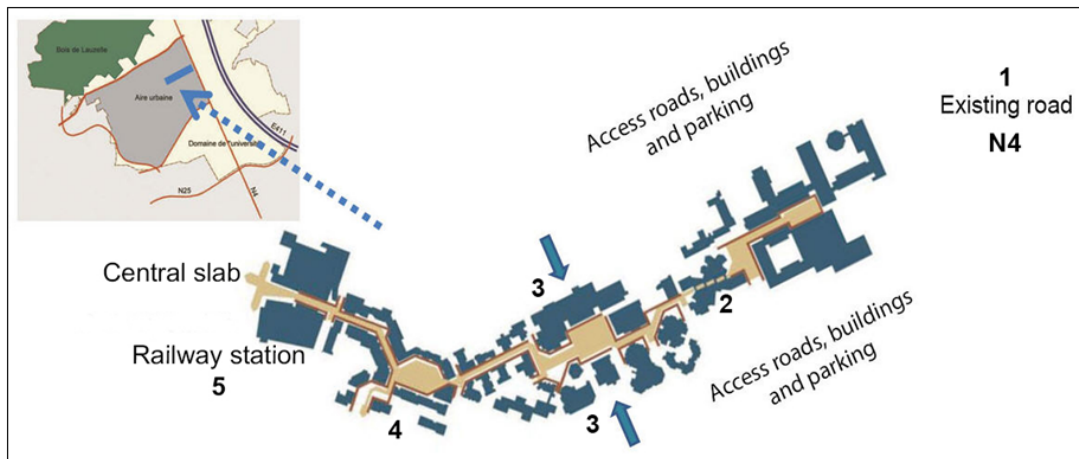 Bois de Lauzelle
Aire urbaine
Domaine de l'universit
E411
N25
N4
Access roads, buildings
and parking
1
Existing road
N4
Central slab
3
2
Railway station
5
4
3
Access roads, buildings
and parking